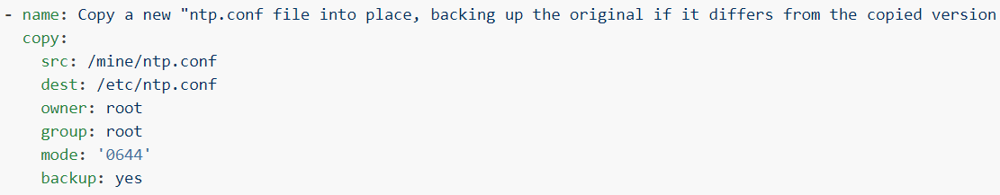 - name: Copy a new "ntp.conf file into place, backing up the original if it differs from the copied version
  copy:
    src: /mine/ntp.conf
    dest: /etc/ntp.conf
    owner: root
    group: root
    mode: '0644'
    backup: yes